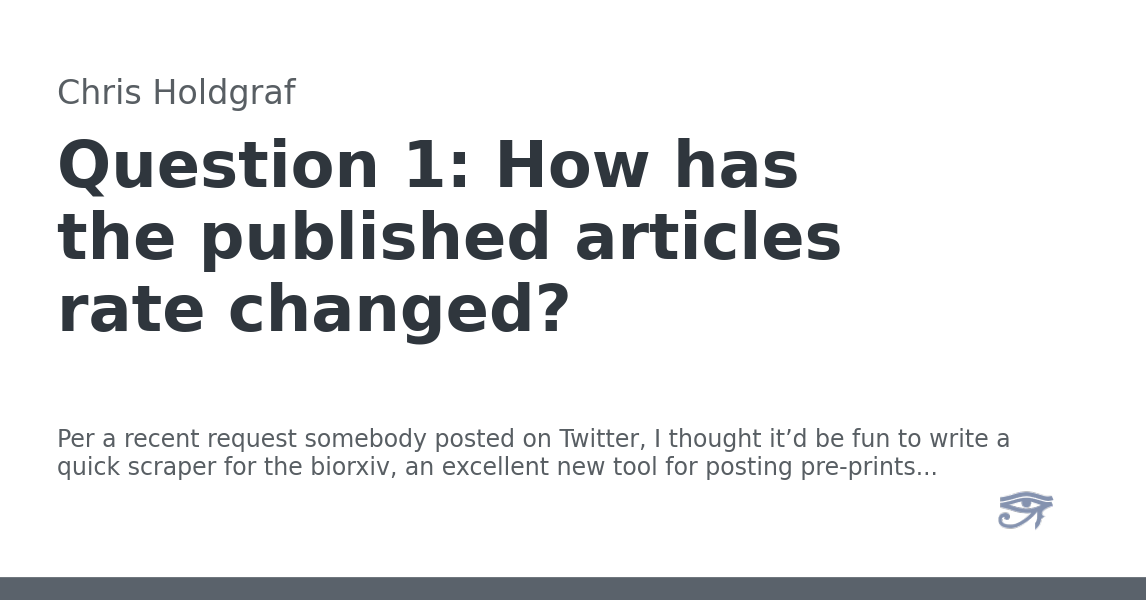 Chris Holdgraf
Question 1: How has
the published articles
rate changed?
Per a recent request somebody posted on Twitter, I thought it’d be fun to write a
quick scraper for the biorxiv, an excellent new tool for posting pre-prints...